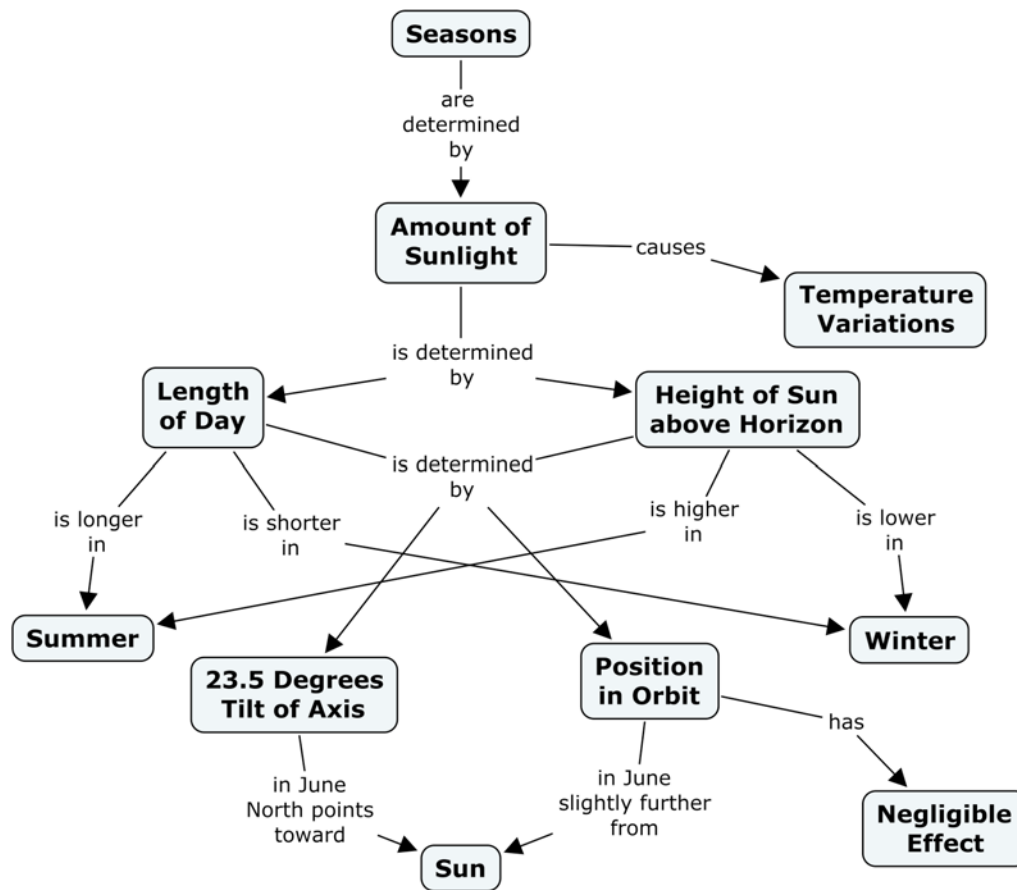 Seasons
are
determined
by
Amount of
Sunlight
causes
Temperature
Variations
is determined
by
Length
of Day
Height of Sun
above Horizon
is determined
by
is longer
in
is shorter
in
is higher
in
is lower
in
Summer
Winter
23.5 Degrees
Tilt of Axis
Position
in Orbit
has
in June
North points
toward
in June
slightly further
from
Negligible
Effect
Sun